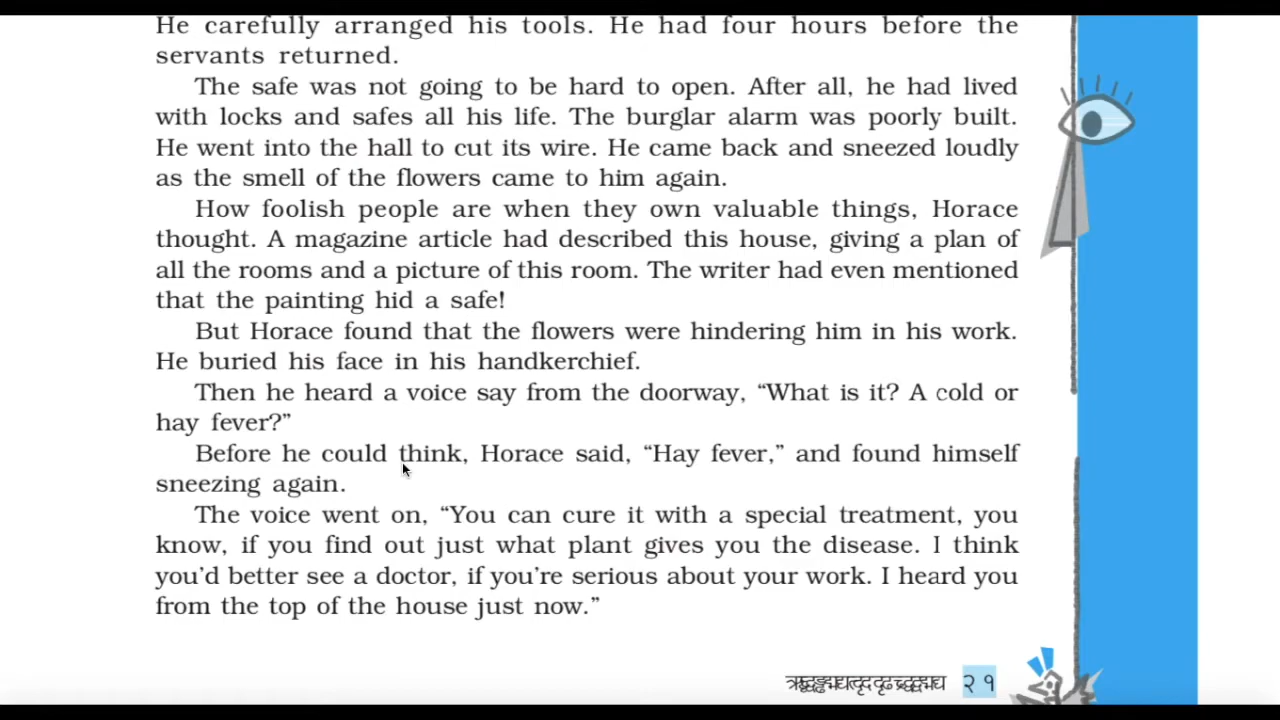 He carefully arranged his tools. He had four hours before the
servants returned.
The safe was not going to be hard to open. After all, he had lived
with locks and safes all his life. The burglar alarm was poorly built.
He went into the hall to cut its wire. He came back and sneezed loudly
as the smell of the flowers came to him again.
How foolish people are when they own valuable things, Horace
thought. A magazine article had described this house, giving a plan of
all the rooms and a picture of this room. The writer had even mentioned
that the painting hid a safe!
But Horace found that the flowers were hindering him in his work.
He buried his face in his handkerchief.
Then he heard a voice say from the doorway, “What is it? A cold or
hay fever?”
Before he could think, Horace said, “Hay fever,” and found himself
sneezing again.
The voice went on, “You can cure it with a special treatment, you
know, if you find out just what plant gives you the disease. I think
you’d better see a doctor, if you’re serious about your work. I heard you
from the top of the house just now.”
२१